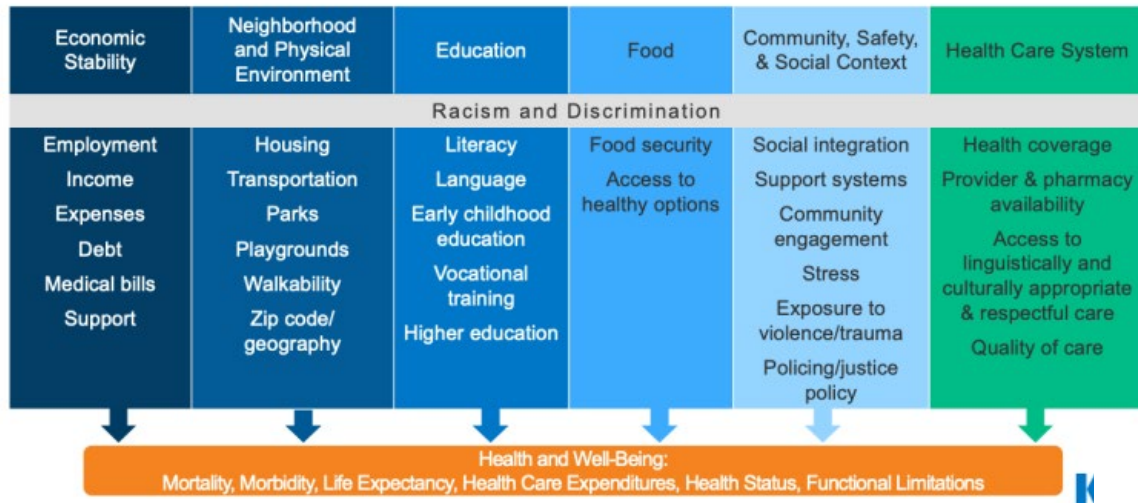 Economic
Stability
Neighborhood
and Physical
Environment
Education
Food
Community, Safety,
& Social Context
Health Care System
Racism and Discrimination
Employment
Income
Expenses
Debt
Medical bills
Support
Housing
Transportation
Parks
Playgrounds
Walkability
Zip code/
geography
Literacy
Language
Early childhood
education
Vocational
training
Higher education
Food security
Access to
healthy options
Social integration
Support systems
Community
engagement
Stress
Exposure to
violence/trauma
Policing/justice
policy
Health coverage
Provider & pharmacy
availability
Access to
linguistically and
culturally appropriate
& respectful care
Quality of care
Health and Well-Being:
Mortality, Morbidity, Life Expectancy, Health Care Expenditures, Health Status, Functional Limitations